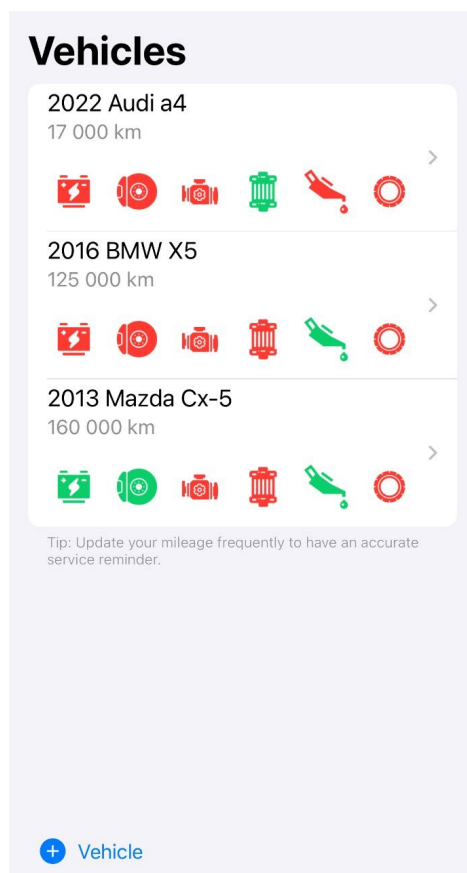 Vehicles
2022 Audi a4
17 000 km
2016 BMW X5
125 000 km
2013 Mazda Cx-5
160 000 km
Tip: Update your mileage frequently to have an accurate
service reminder.
Vehicle